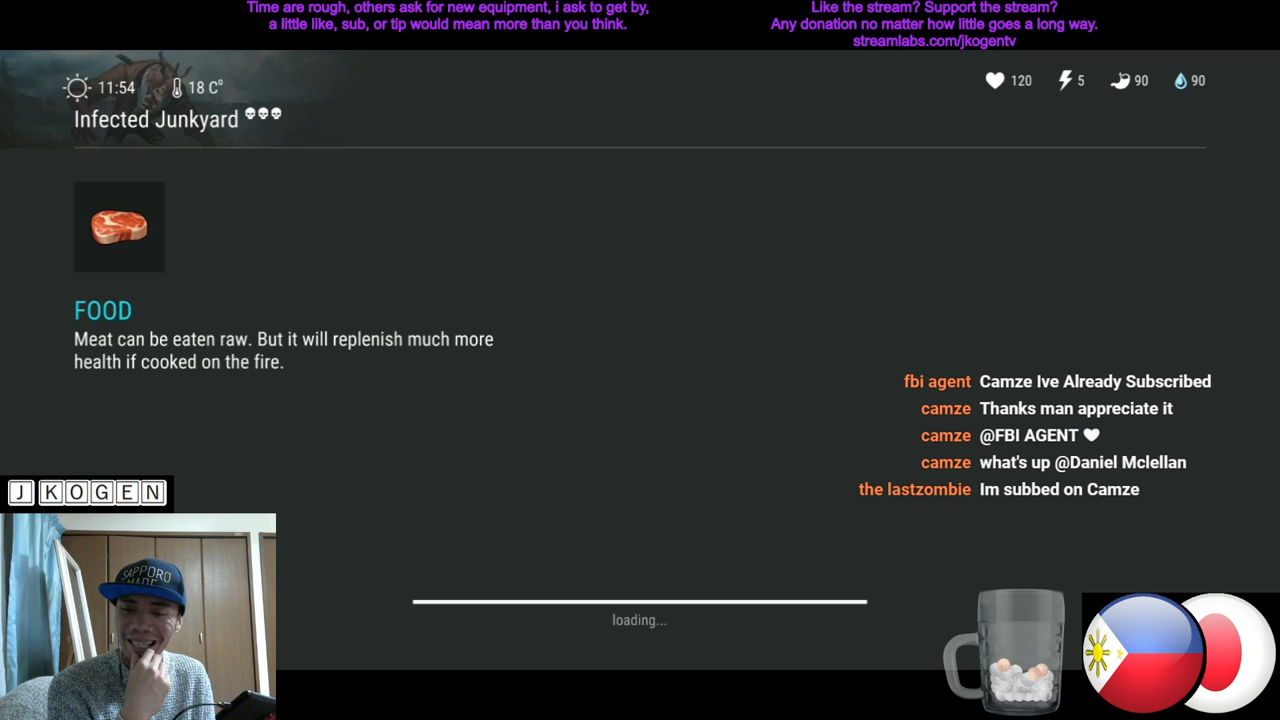 Time are rough, others ask for new equipment, i ask to get by,
a little like, sub, or tip would mean more than you think.
Like the stream? Support the stream?
Any donation no matter how little goes a long way.
streamlabs.com/jkogentv
11:54
18 C°
Infected Junkyard
120
5
90
90
FOOD
Meat can be eaten raw. But it will replenish much more
health if cooked on the fire.
fbi agent Camze Ive Already Subscribed
camze Thanks man appreciate it
camze @FBI AGENT
camze what's up @Daniel Mclellan
the lastzombie Im subbed on Camze
J KOGEN
SAPPORO
MADE
loading...